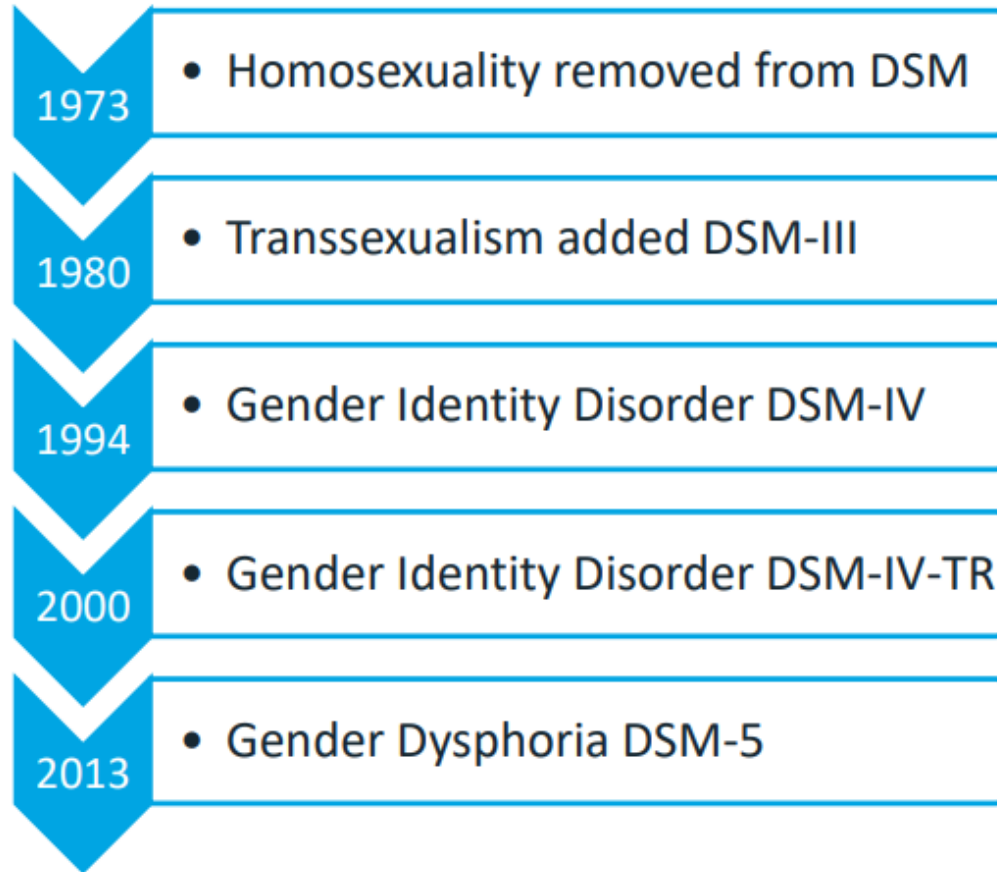 1973
• Homosexuality removed from DSM
1980
• Transsexualism added DSM-III
1994
• Gender Identity Disorder DSM-IV
2000
• Gender Identity Disorder DSM-IV-TR
2013
• Gender Dysphoria DSM-5